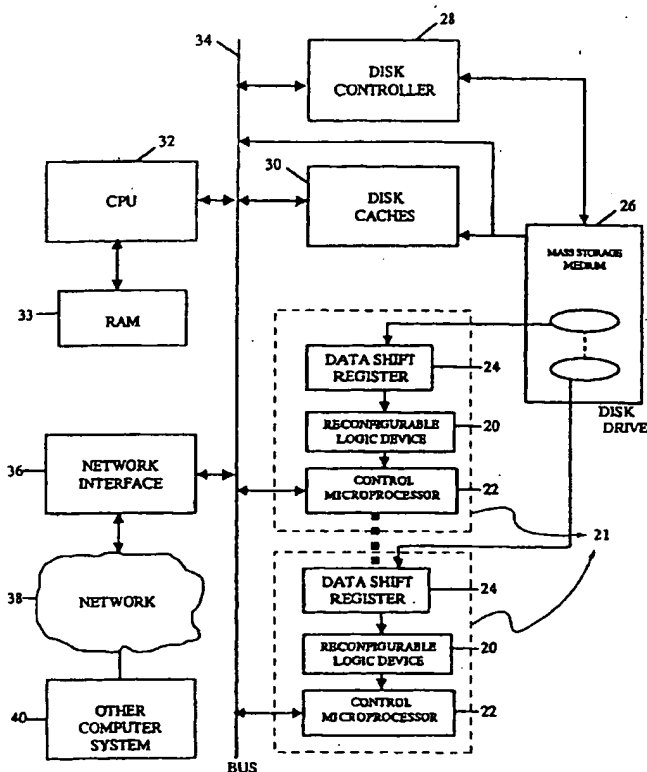 34
28
DISK
CONTROLLER
32
CPU
30
DISK
CACHES
26
MASS STORAGE
MEDIUM
33
RAM
DATA SHIFT
REGISTER
24
DISK
DRIVE
RECONFIGURABLE
LOGIC DEVICE
20
36
NETWORK
INTERFACE
CONTROL
MICROPROCESSOR
22
21
38
NETWORK
DATA SHIFT
REGISTER
24
RECONFIGURABLE
LOGIC DEVICE
20
40
OTHER
COMPUTER
SYSTEM
CONTROL
MICROPROCESSOR
22
BUS